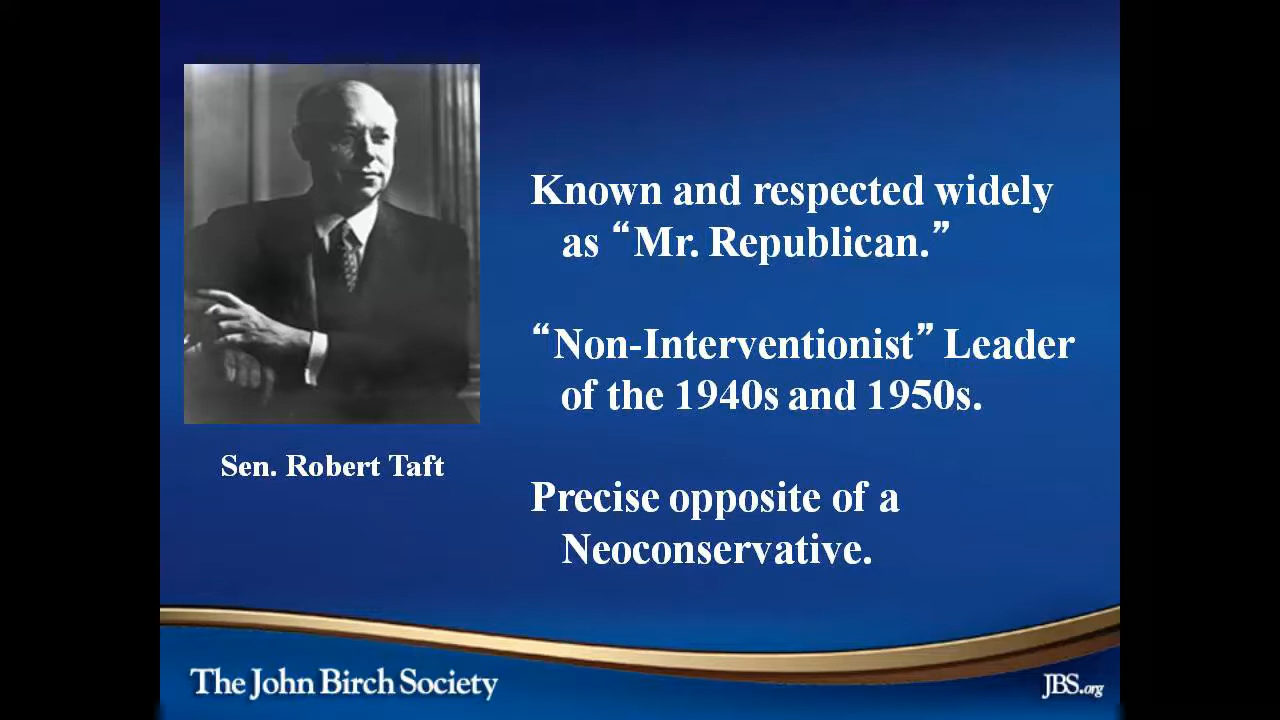 Known and respected widely
as “Mr. Republican.”
“Non-Interventionist” Leader
of the 1940s and 1950s.
Sen. Robert Taft
Precise opposite of a
Neoconservative.
The John Birch Society
JBS.org